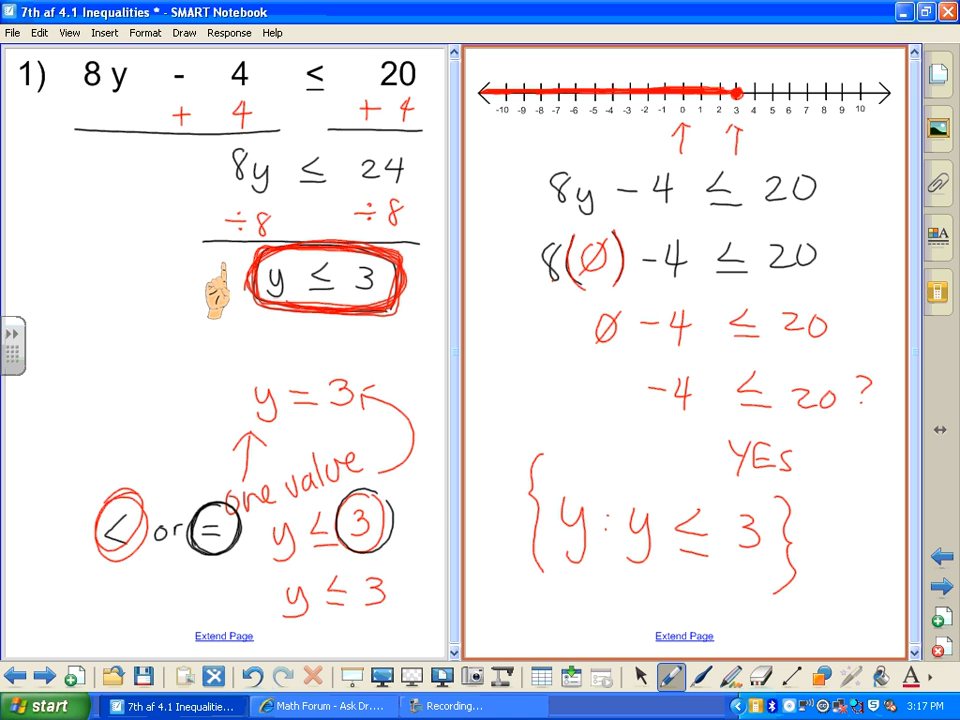 7th af 4.1 Inequalities * - SMART Notebook
File Edit View Insert Format Draw Response Help
1) 8 y - 4 ≤ 20
+ 4 + 4
8y ≤ 24
÷8 ÷8
y ≤ 3
y = 3
one value
< or = y ≤ 3
y ≤ 3
Extend Page
-10 -9 -8 -7 -6 -5 -4 -3 -2 -1 0 1 2 3 4 5 6 7 8 9 10
8y - 4 ≤ 20
8(0) - 4 ≤ 20
0 - 4 ≤ 20
-4 ≤ 20 ?
YES
{ y : y ≤ 3 }
Extend Page
start
7th af 4.1 Inequalitie...
Math Forum - Ask Dr....
Recording...
3:17 PM